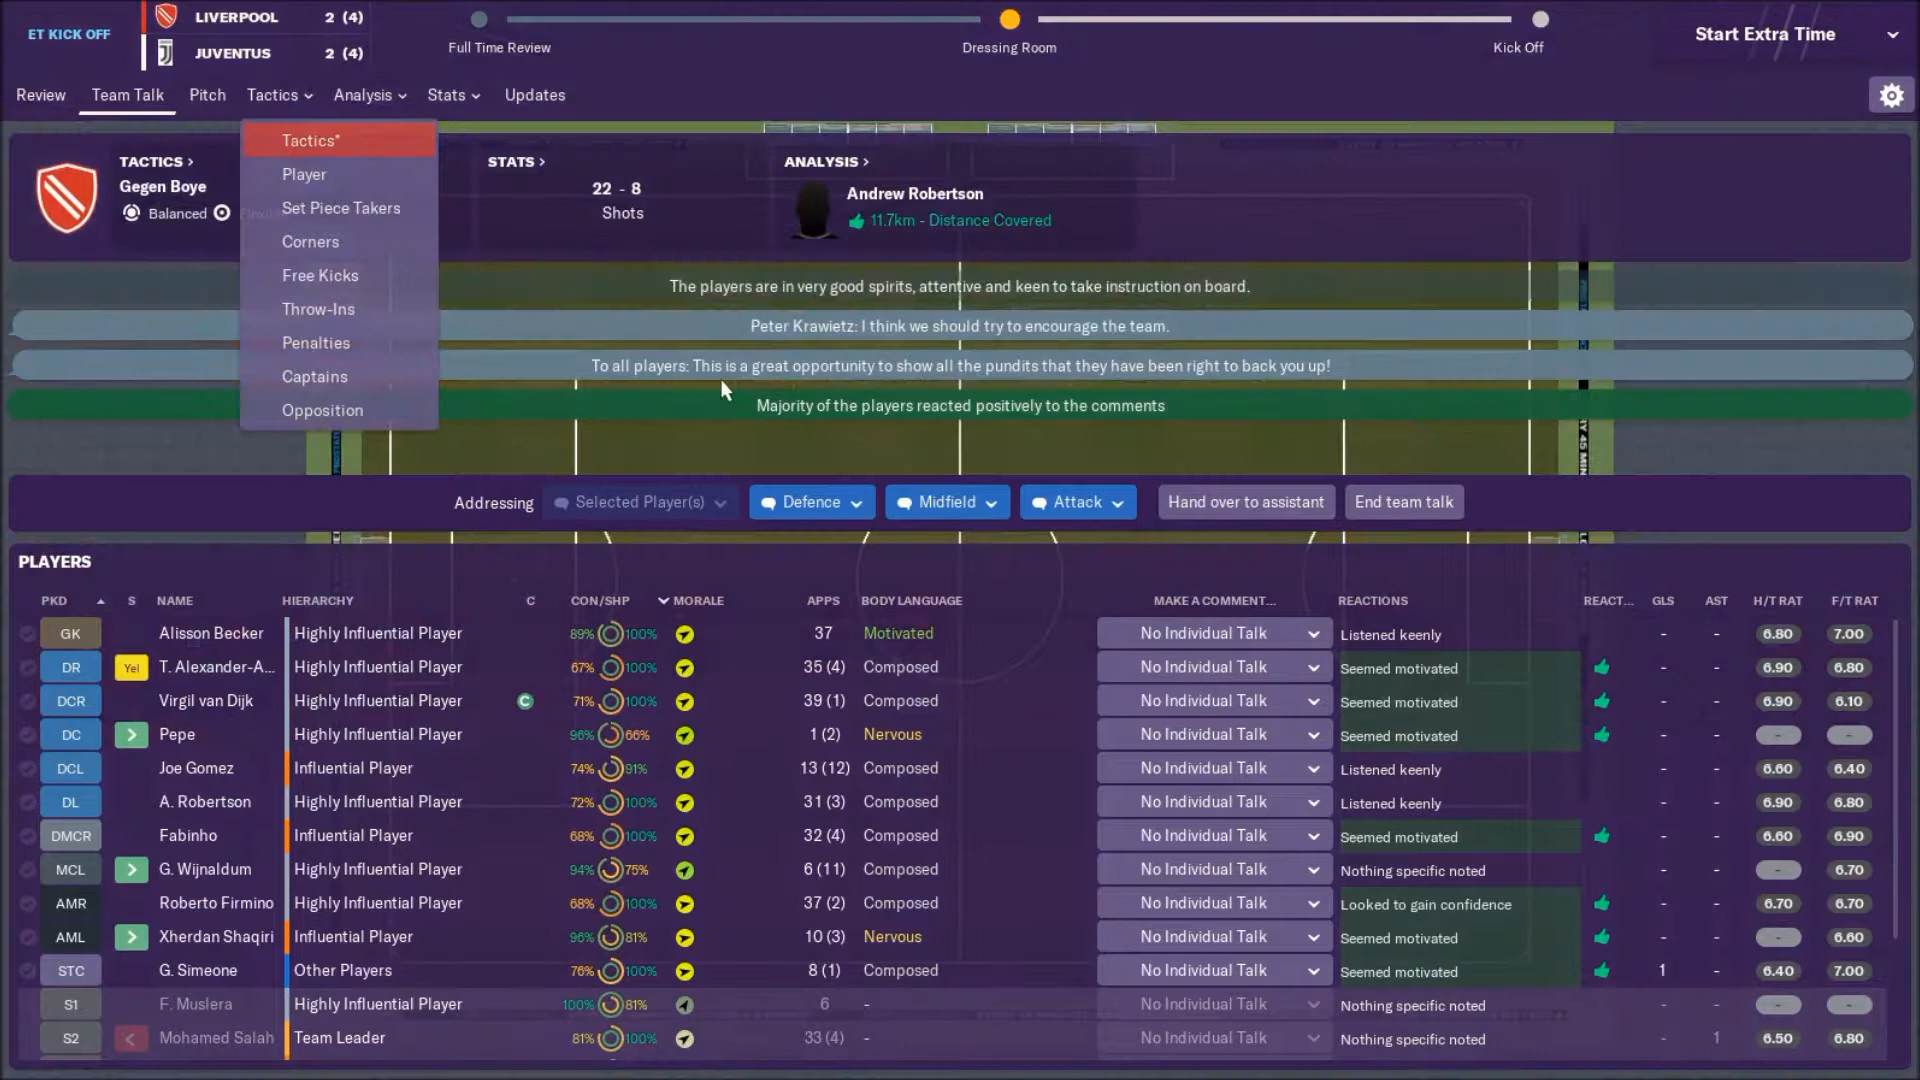 ET KICK OFF
LIVERPOOL 2 (4)
JUVENTUS 2 (4)
Full Time Review
Dressing Room
Kick Off
Start Extra Time
Review Team Talk Pitch Tactics Analysis Stats Updates
Tactics*
Player
Set Piece Takers
Corners
Free Kicks
Throw-Ins
Penalties
Captains
Opposition
TACTICS >
Gegen Boye
Balanced
STATS >
22 - 8
Shots
ANALYSIS >
Andrew Robertson
11.7km - Distance Covered
The players are in very good spirits, attentive and keen to take instruction on board.
Peter Krawietz: I think we should try to encourage the team.
To all players: This is a great opportunity to show all the pundits that they have been right to back you up!
Majority of the players reacted positively to the comments
Addressing Selected Player(s) Defence Midfield Attack Hand over to assistant End team talk
PLAYERS
PKD S NAME HIERARCHY C CON/SHP MORALE APPS BODY LANGUAGE MAKE A COMMENT... REACTIONS REACT... GLS AST H/T RAT F/T RAT
GK Alisson Becker Highly Influential Player 89% 100% 37 Motivated No Individual Talk Listened keenly - - 6.80 7.00
DR Yel T. Alexander-A... Highly Influential Player 67% 100% 35 (4) Composed No Individual Talk Seemed motivated - - 6.90 6.80
DCR Virgil van Dijk Highly Influential Player C 71% 100% 39 (1) Composed No Individual Talk Seemed motivated - - 6.90 6.10
DC Pepe Highly Influential Player 96% 66% 1 (2) Nervous No Individual Talk Seemed motivated - - - -
DCL Joe Gomez Influential Player 74% 91% 13 (12) Composed No Individual Talk Listened keenly - - 6.60 6.40
DL A. Robertson Highly Influential Player 72% 100% 31 (3) Composed No Individual Talk Listened keenly - - 6.90 6.80
DMCR Fabinho Influential Player 68% 100% 32 (4) Composed No Individual Talk Seemed motivated - - 6.60 6.90
MCL G. Wijnaldum Highly Influential Player 94% 75% 6 (11) Composed No Individual Talk Nothing specific noted - - - 6.70
AMR Roberto Firmino Highly Influential Player 68% 100% 37 (2) Composed No Individual Talk Looked to gain confidence - - 6.70 6.70
AML Xherdan Shaqiri Influential Player 96% 81% 10 (3) Nervous No Individual Talk Seemed motivated - - - 6.60
STC G. Simeone Other Players 76% 100% 8 (1) Composed No Individual Talk Seemed motivated 1 - 6.40 7.00
S1 F. Muslera Highly Influential Player 100% 81% 6 - No Individual Talk Nothing specific noted - - - -
S2 Mohamed Salah Team Leader 81% 100% 33 (4) - No Individual Talk Nothing specific noted - 1 6.50 6.80